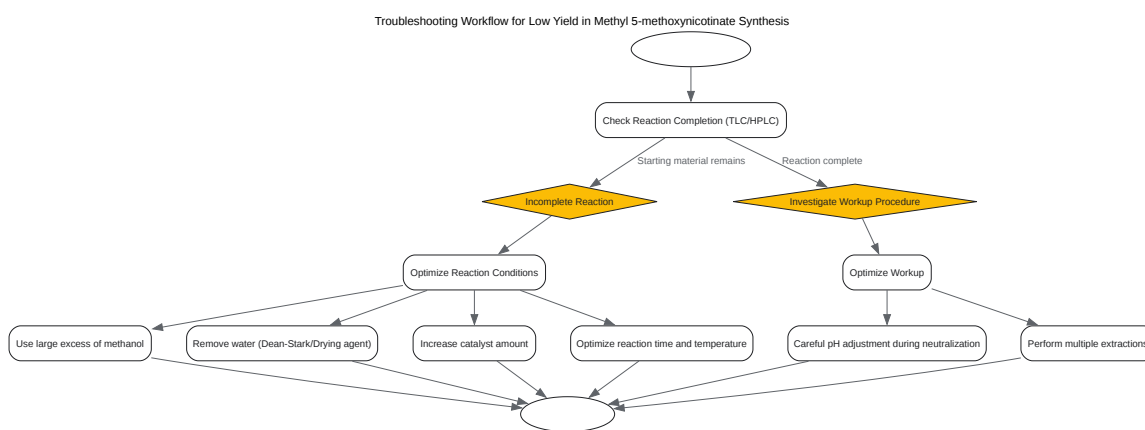 Troubleshooting Workflow for Low Yield in Methyl 5-methoxynicotinate Synthesis
Check Reaction Completion (TLC/HPLC)
Starting material remains
Reaction complete
Incomplete Reaction
Investigate Workup Procedure
Optimize Reaction Conditions
Optimize Workup
Use large excess of methanol
Remove water (Dean-Stark/Drying agent)
Increase catalyst amount
Optimize reaction time and temperature
Careful pH adjustment during neutralization
Perform multiple extractions